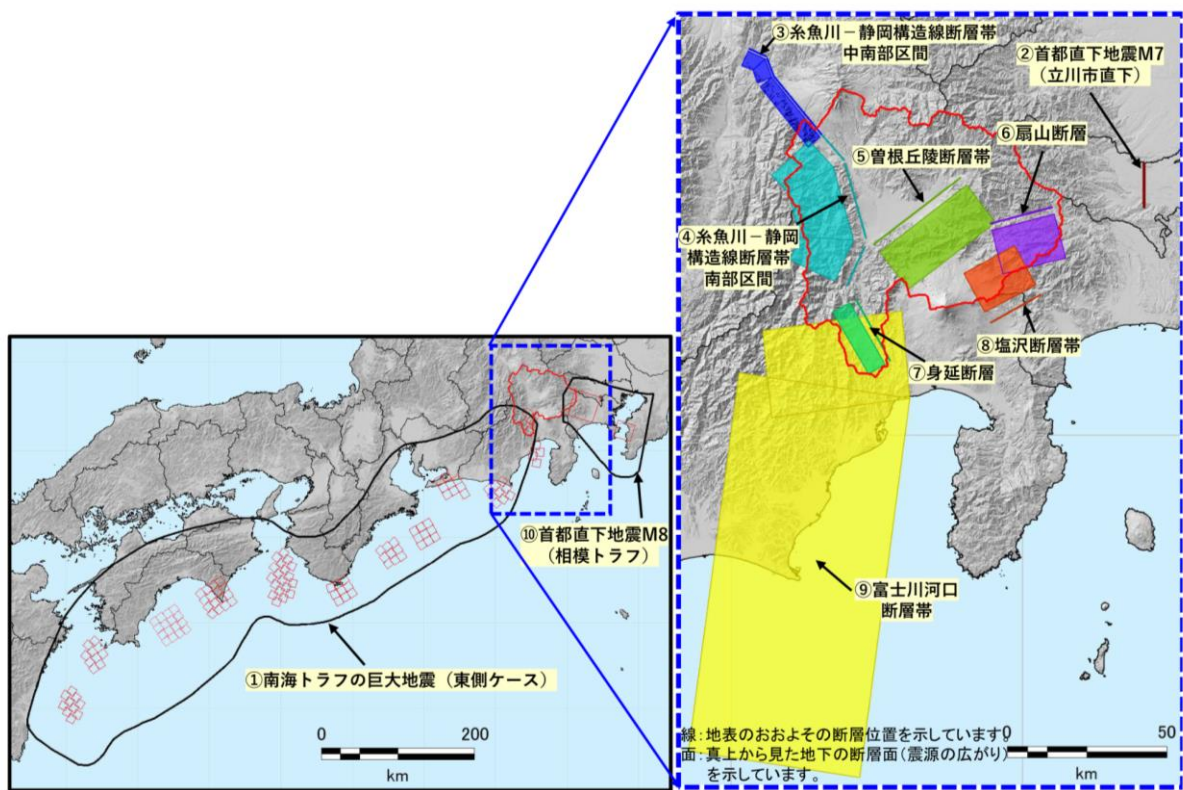 ③糸魚川－静岡構造線断層帯
中南部区間
②首都直下地震M7
(立川市直下)
⑥扇山断層
⑤曽根丘陵断層帯
④糸魚川－静岡
構造線断層帯
南部区間
⑧塩沢断層帯
⑦身延断層
⑨富士川河口
断層帯
線：地表のおおよその断層位置を示しています。
面：真上から見た地下の断層面(震源の広がり)
を示しています。
0 50
km
⑩首都直下地震M8
(相模トラフ)
①南海トラフの巨大地震（東側ケース）
0 200
km